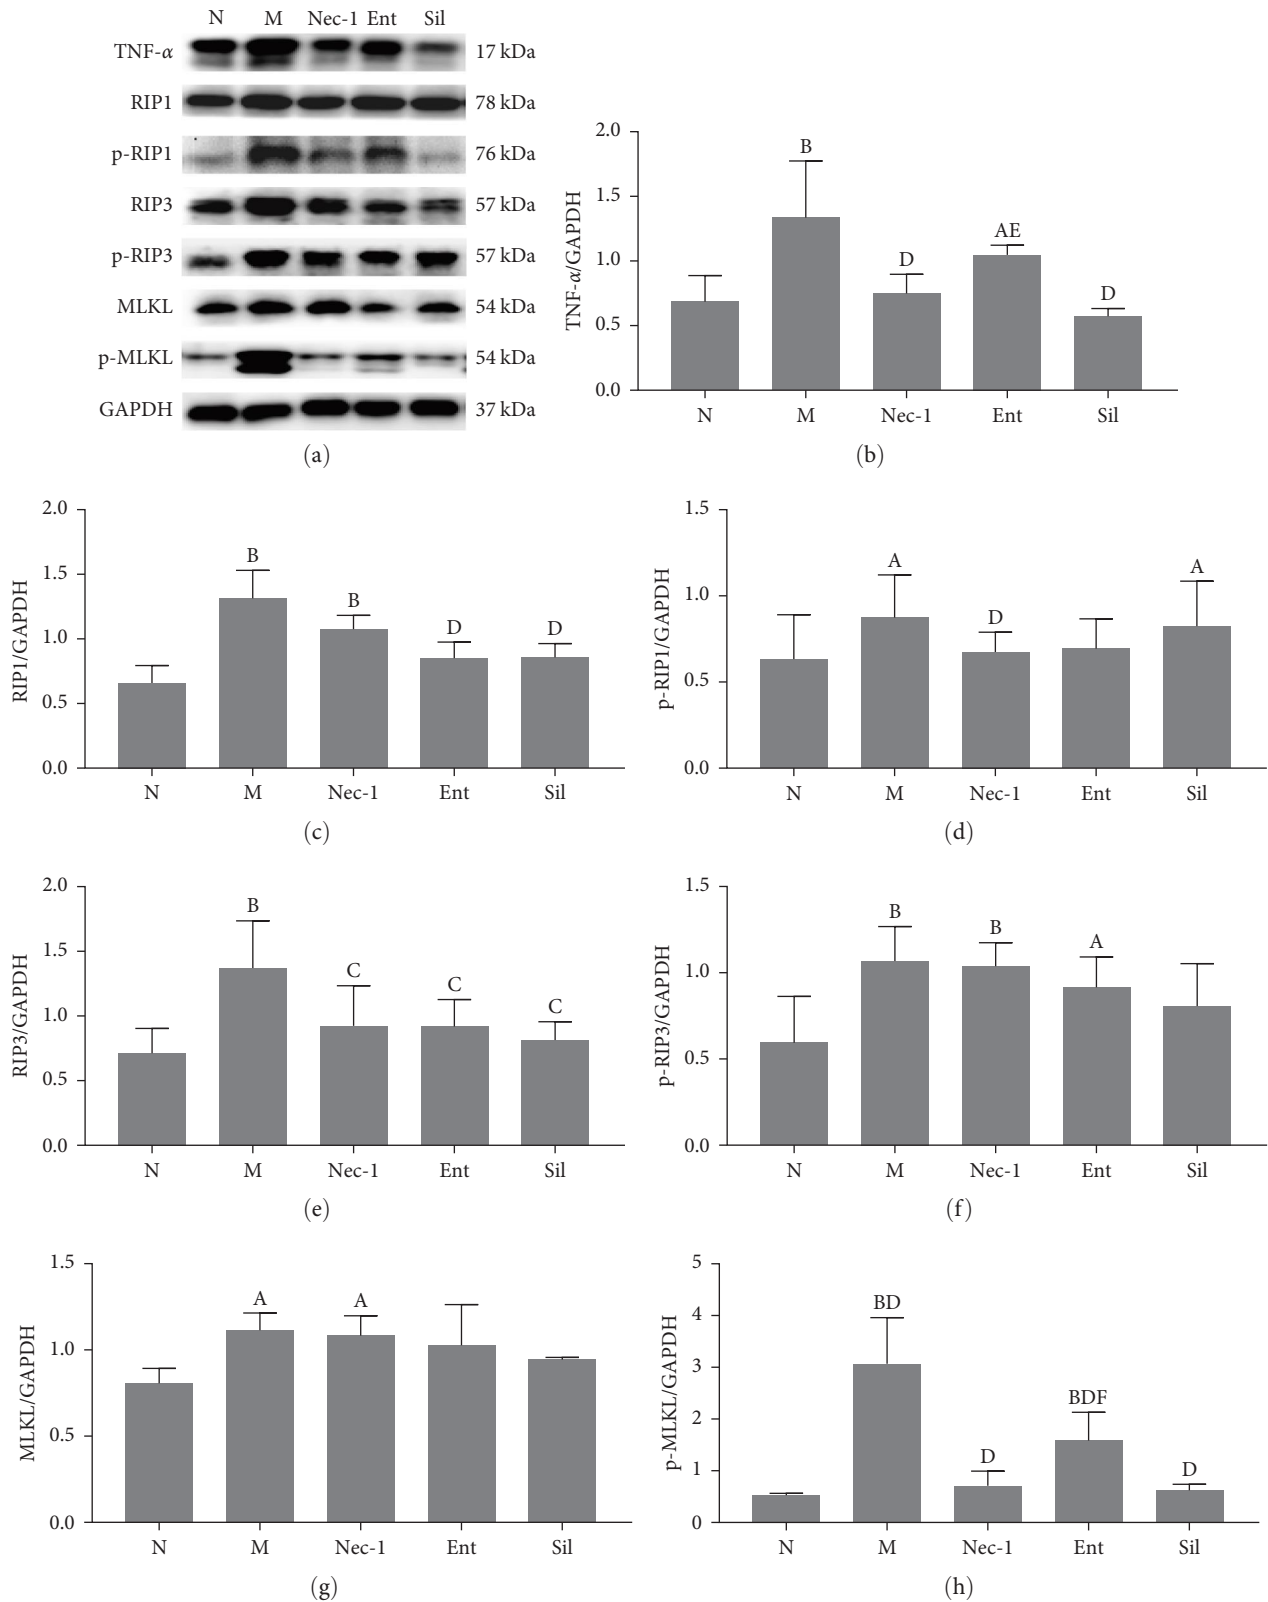 N M Nec-1 Ent Sil
TNF-α 17 kDa
RIP1 78 kDa
p-RIP1 76 kDa
RIP3 57 kDa
p-RIP3 57 kDa
MLKL 54 kDa
p-MLKL 54 kDa
GAPDH 37 kDa
(a)
TNF-α/GAPDH
2.0
1.5
1.0
0.5
0.0
B
D
AE
D
N M Nec-1 Ent Sil
(b)
RIP1/GAPDH
2.0
1.5
1.0
0.5
0.0
B
B
D
D
N M Nec-1 Ent Sil
(c)
p-RIP1/GAPDH
1.5
1.0
0.5
0.0
A
D
A
N M Nec-1 Ent Sil
(d)
RIP3/GAPDH
2.0
1.5
1.0
0.5
0.0
B
C
C
C
N M Nec-1 Ent Sil
(e)
p-RIP3/GAPDH
1.5
1.0
0.5
0.0
B
B
A
N M Nec-1 Ent Sil
(f)
MLKL/GAPDH
1.5
1.0
0.5
0.0
A
A
N M Nec-1 Ent Sil
(g)
p-MLKL/GAPDH
5
4
3
2
1
0
BD
D
BDF
D
N M Nec-1 Ent Sil
(h)